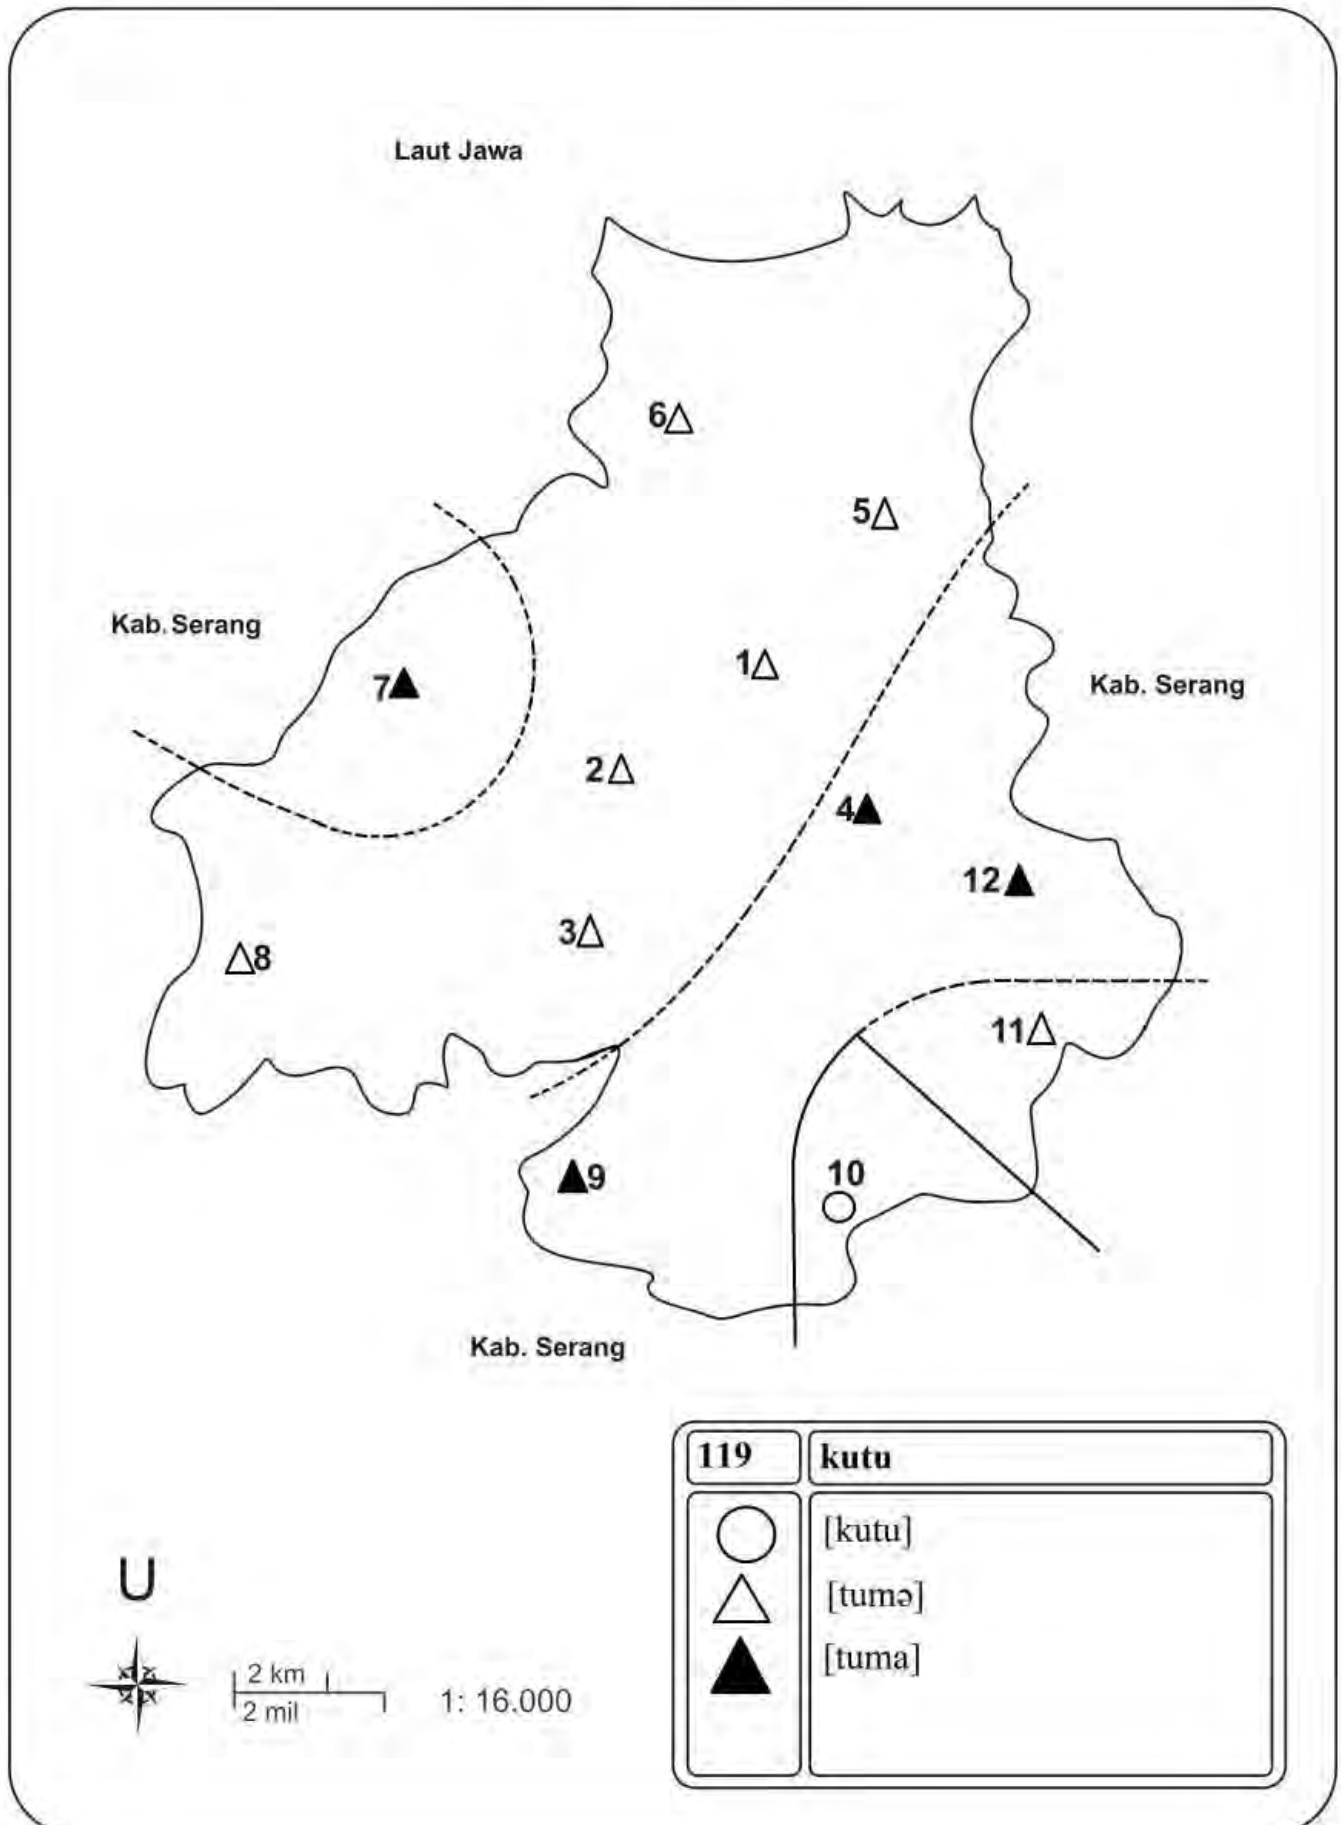 Laut Jawa
6
5
Kab. Serang
1
7
Kab. Serang
2
4
12
3
8
11
10
9
Kab. Serang
119 kutu
[kutu]
[tumə]
[tuma]
U
2 km
2 mil
1: 16.000